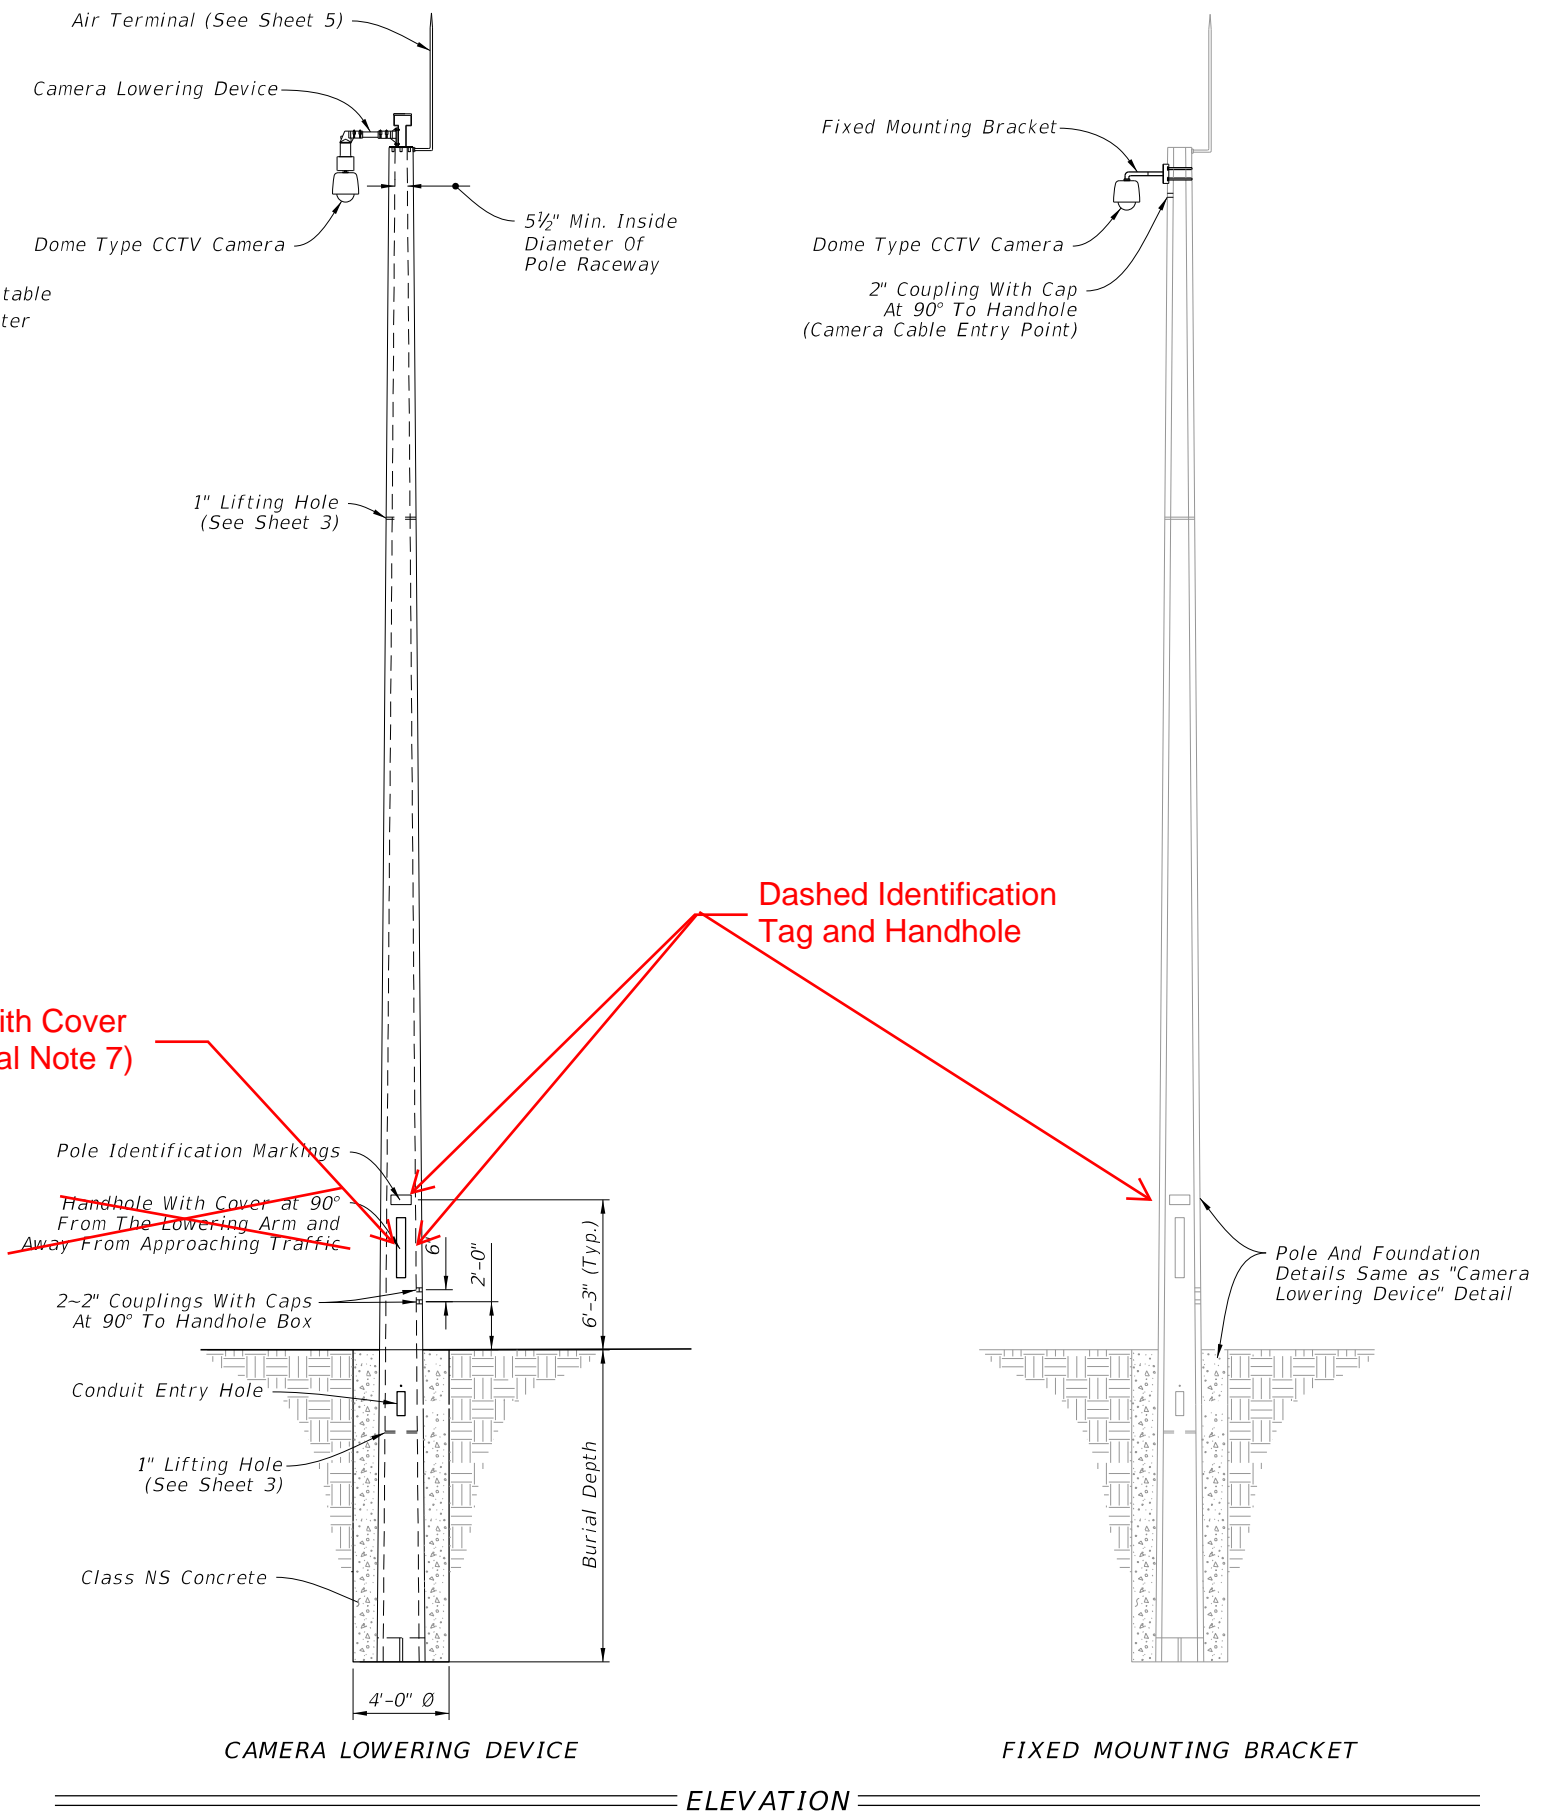 Air Terminal (See Sheet 5)
Camera Lowering Device
Dome Type CCTV Camera
5½" Min. Inside
Diameter Of
Pole Raceway
table
ter
Fixed Mounting Bracket
Dome Type CCTV Camera
2" Coupling With Cap
At 90° To Handhole
(Camera Cable Entry Point)
1" Lifting Hole
(See Sheet 3)
Dashed Identification
Tag and Handhole
ith Cover
al Note 7)
Pole Identification Markings
Handhole With Cover at 90°
From The Lowering Arm and
Away From Approaching Traffic
2~2" Couplings With Caps
At 90° To Handhole Box
6"
2'-0"
6'-3" (Typ.)
Pole And Foundation
Details Same as "Camera
Lowering Device" Detail
Conduit Entry Hole
1" Lifting Hole
(See Sheet 3)
Burial Depth
Class NS Concrete
4'-0" Ø
CAMERA LOWERING DEVICE
FIXED MOUNTING BRACKET
ELEVATION